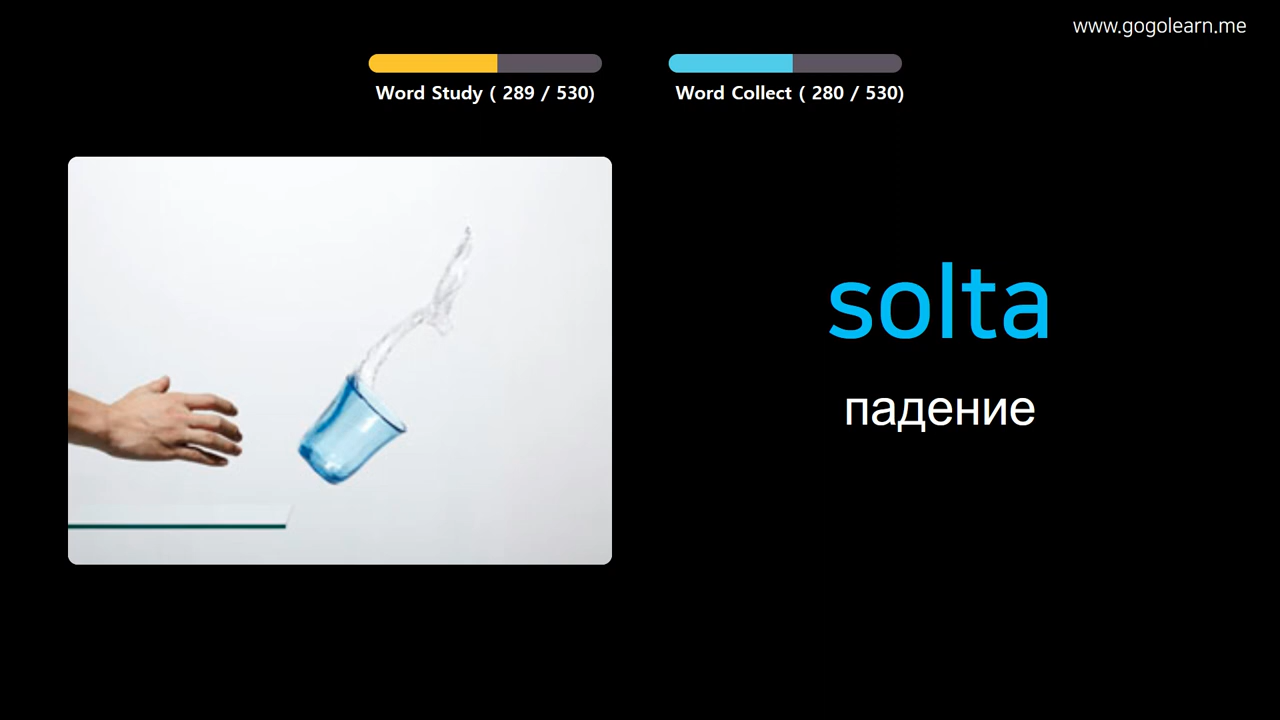 www.gogolearn.me
Word Study ( 289 / 530)
Word Collect ( 280 / 530)
solta
падение